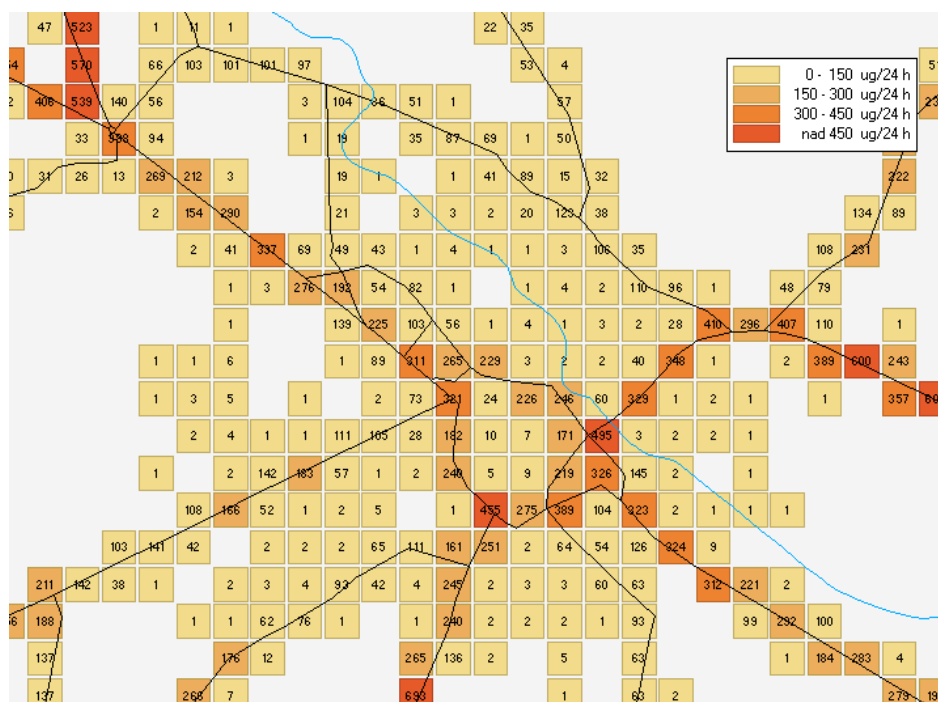 47 523 1 11 1 22 35
570 66 103 101 101 97 53 4
0 - 150 ug/24 h
150 - 300 ug/24 h
300 - 450 ug/24 h
nad 450 ug/24 h
406 539 140 56 3 104 86 51 1 57
33 94 1 19 35 87 69 1 50
31 26 13 269 212 3 19 1 1 41 89 15 32 222
2 154 290 21 3 3 2 20 123 38 134 89
2 41 337 69 49 43 1 4 1 1 3 106 35 108 231
1 3 276 192 54 82 1 1 4 2 110 96 1 48 79
1 139 225 103 56 1 4 1 3 2 28 410 296 407 110 1
1 1 6 1 89 311 265 229 3 2 2 40 348 1 2 389 600 243
1 3 5 1 2 73 321 24 226 246 60 329 1 2 1 1 357
2 4 1 1 111 105 28 182 10 7 171 495 3 2 2 1
1 2 142 183 57 1 2 240 5 9 219 326 145 2 1
108 166 52 1 2 5 1 455 275 389 104 323 2 1 1 1
103 141 42 2 2 2 65 111 161 251 2 64 54 126 324 9
211 142 38 1 2 3 4 93 42 4 245 2 3 3 60 63 312 221 2
188 1 1 62 76 1 1 240 2 2 2 1 93 99 292 100
137 176 12 265 136 2 5 63 1 184 283 4
137 268 7 693 1 63 2 279